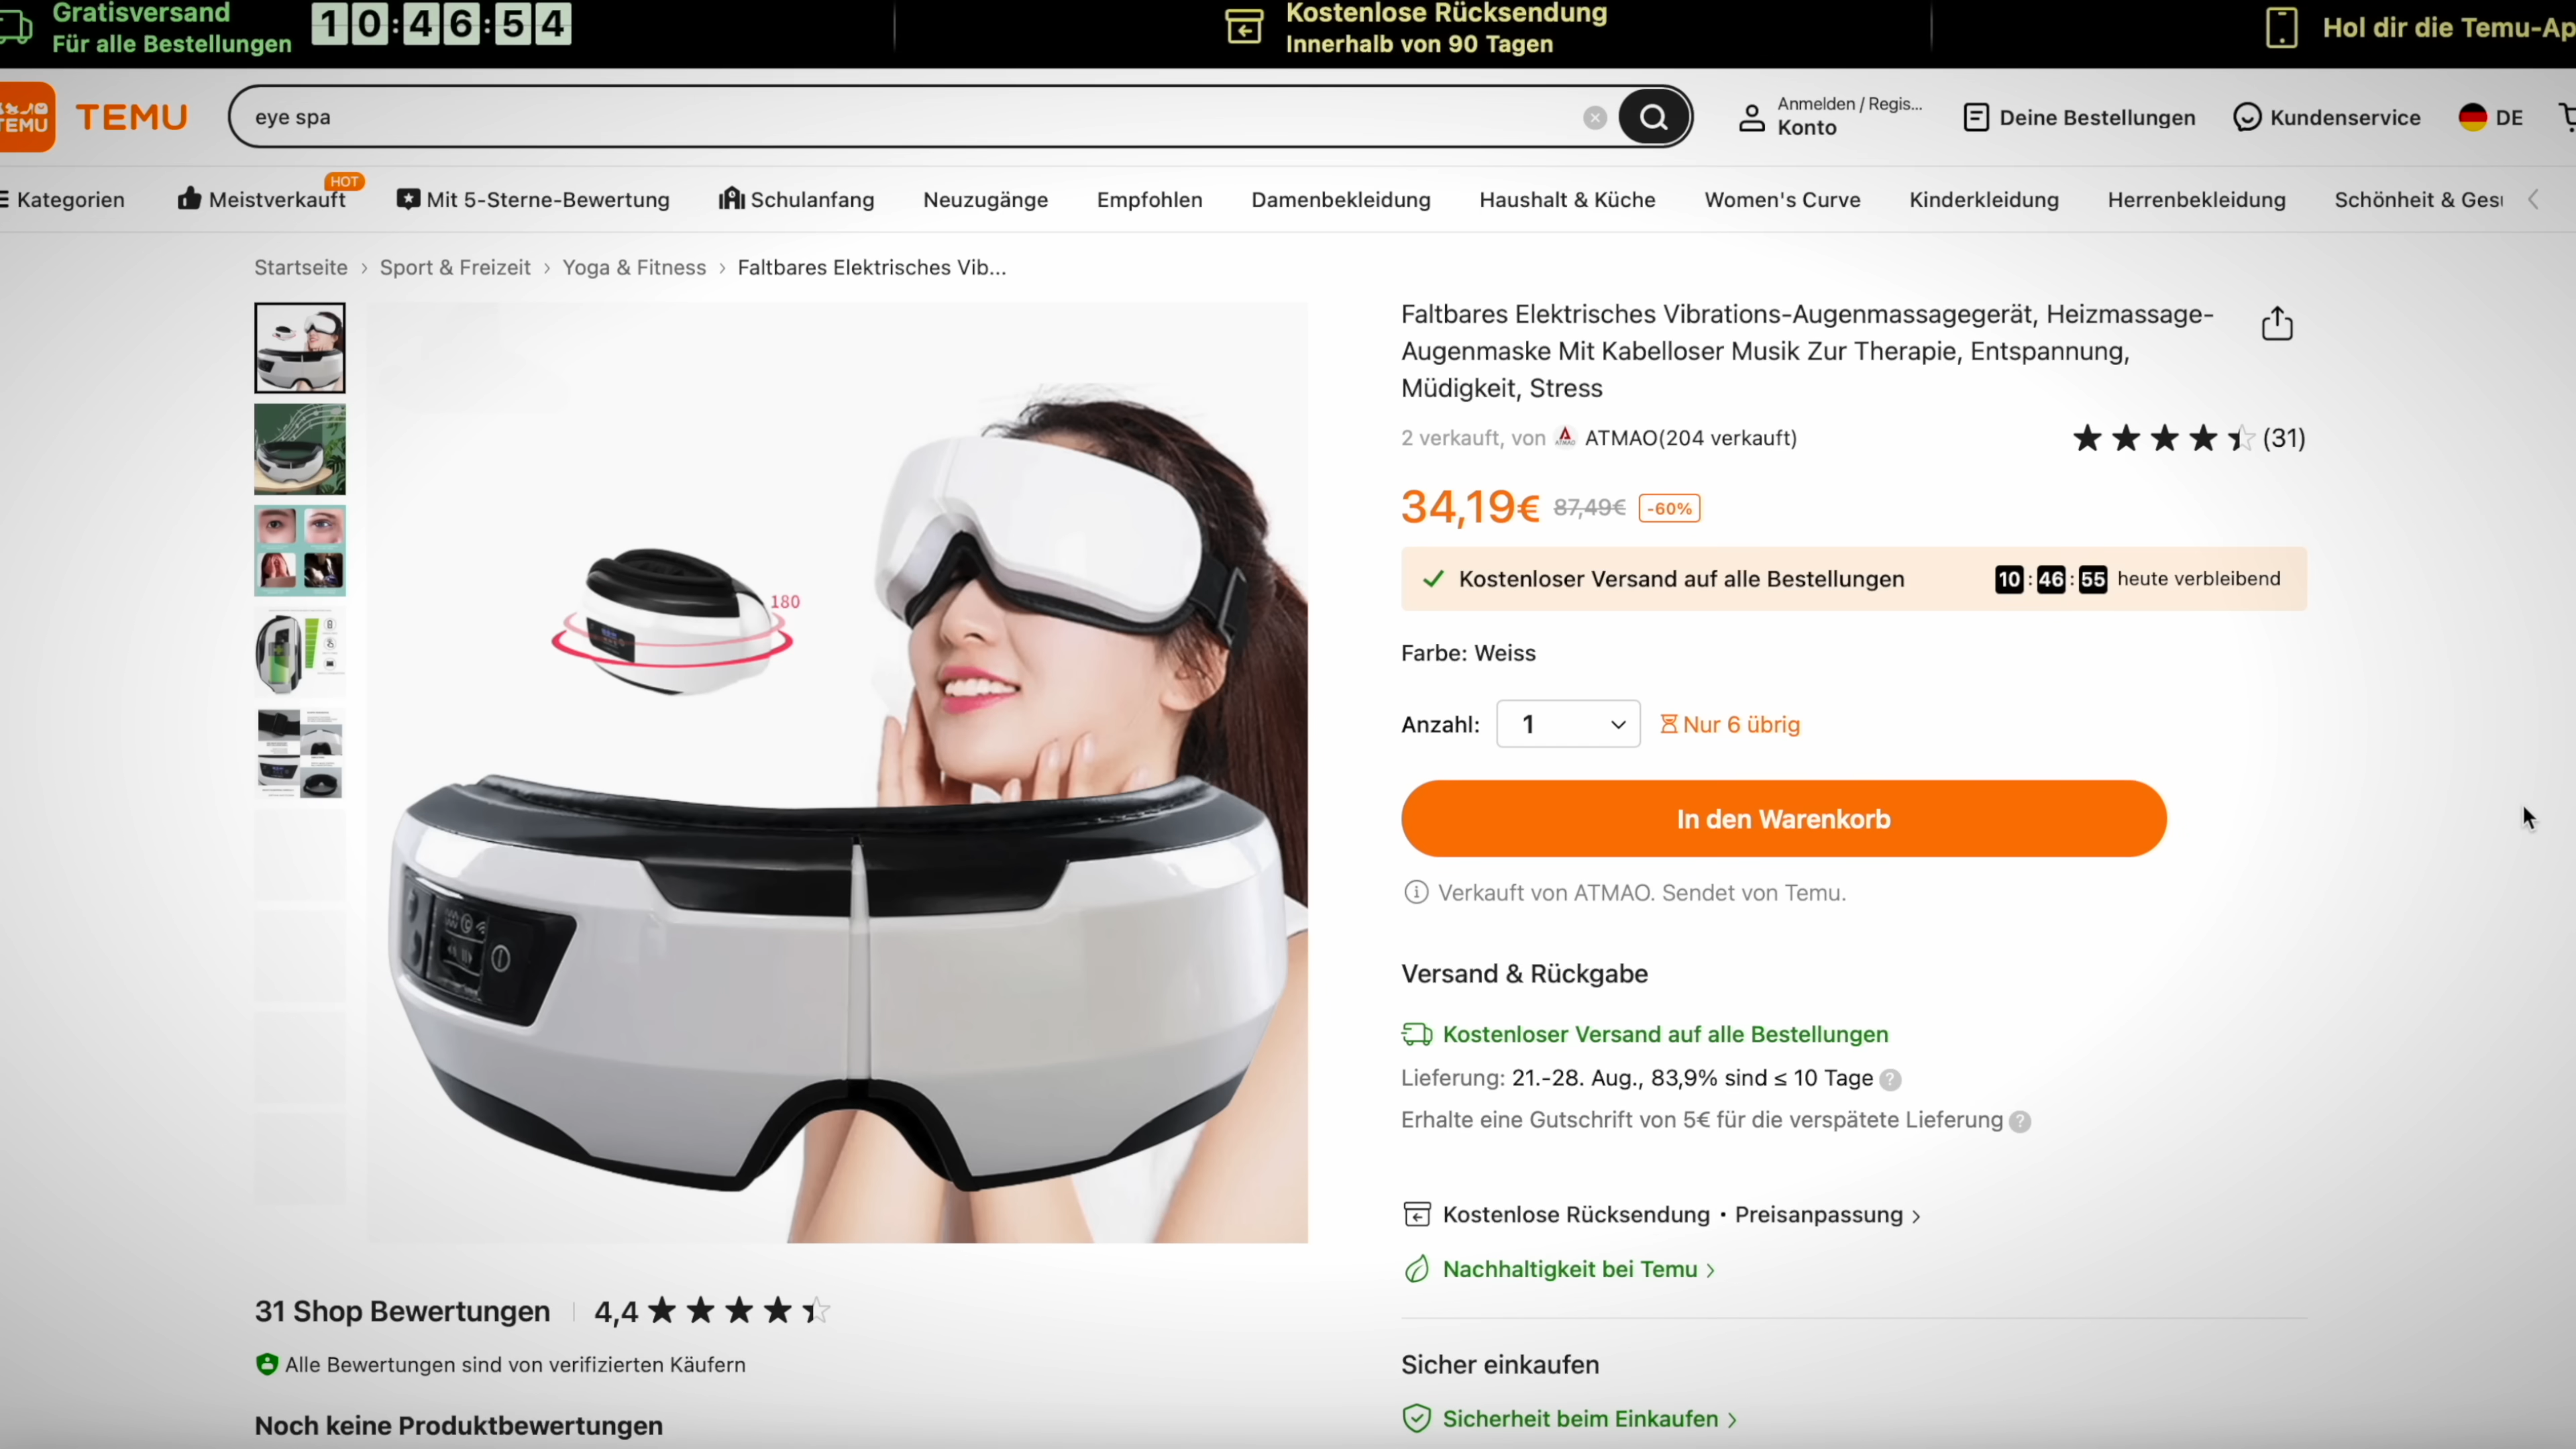 Gratisversand
Für alle Bestellungen
10:46:54
Kostenlose Rücksendung
Innerhalb von 90 Tagen
Hol dir die Temu-Ap
TEMU
TEMU
eye spa
Anmelden / Regis...
Konto
Deine Bestellungen
Kundenservice
DE
Kategorien
Meistverkauft
HOT
Mit 5-Sterne-Bewertung
Schulanfang
Neuzugänge
Empfohlen
Damenbekleidung
Haushalt & Küche
Women's Curve
Kinderkleidung
Herrenbekleidung
Schönheit & Ges
Startseite › Sport & Freizeit › Yoga & Fitness › Faltbares Elektrisches Vib...
180
Faltbares Elektrisches Vibrations-Augenmassagegerät, Heizmassage-
Augenmaske Mit Kabelloser Musik Zur Therapie, Entspannung,
Müdigkeit, Stress
2 verkauft, von ATMAO(204 verkauft)
(31)
34,19€ 87,49€ -60%
Kostenloser Versand auf alle Bestellungen
10:46:55 heute verbleibend
Farbe: Weiss
Anzahl: 1 Nur 6 übrig
In den Warenkorb
Verkauft von ATMAO. Sendet von Temu.
Versand & Rückgabe
Kostenloser Versand auf alle Bestellungen
Lieferung: 21.-28. Aug., 83,9% sind ≤ 10 Tage
Erhalte eine Gutschrift von 5€ für die verspätete Lieferung
Kostenlose Rücksendung • Preisanpassung ›
Nachhaltigkeit bei Temu ›
Sicher einkaufen
Sicherheit beim Einkaufen ›
31 Shop Bewertungen | 4,4
Alle Bewertungen sind von verifizierten Käufern
Noch keine Produktbewertungen